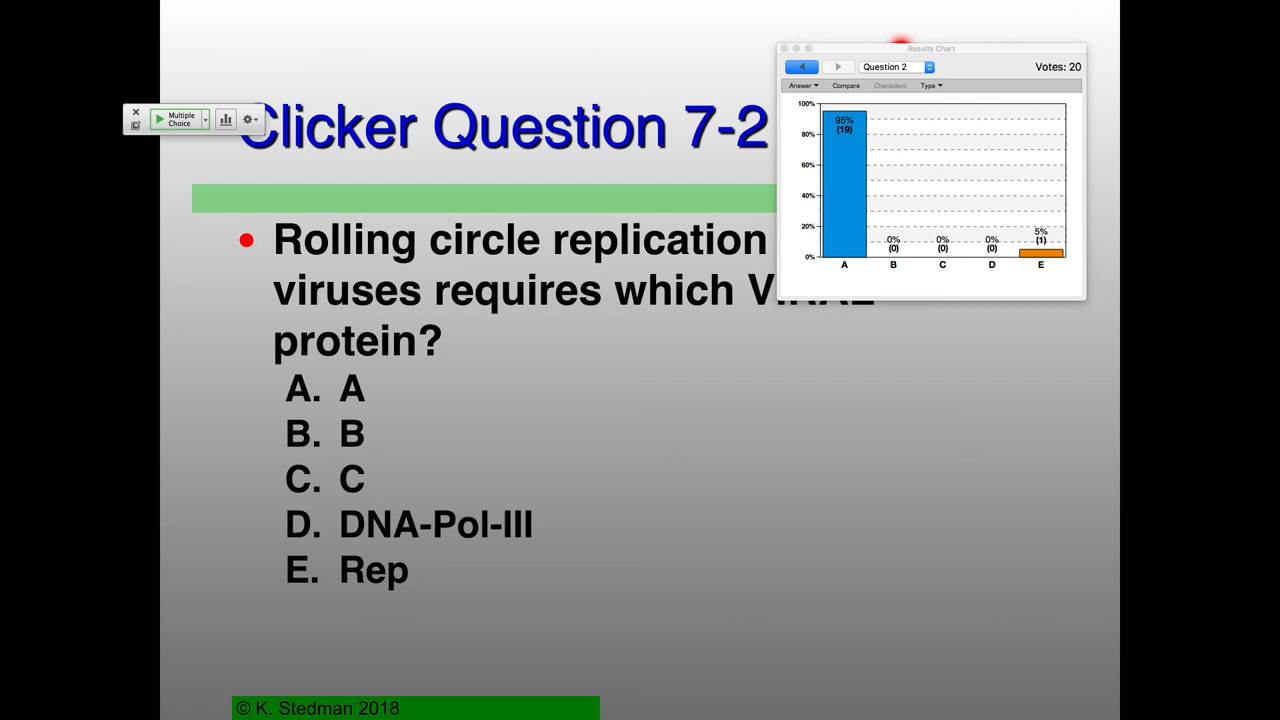 Results Chart
Question 2
Votes: 20
Answer
Compare
Characters
Type
100%
80%
60%
40%
20%
0%
95%
(19)
0%
(0)
0%
(0)
0%
(0)
5%
(1)
A
B
C
D
E
Multiple
Choice
Clicker Question 7-2
Rolling circle replication
viruses requires which VIRAL
protein?
A. A
B. B
C. C
D. DNA-Pol-III
E. Rep
© K. Stedman 2018